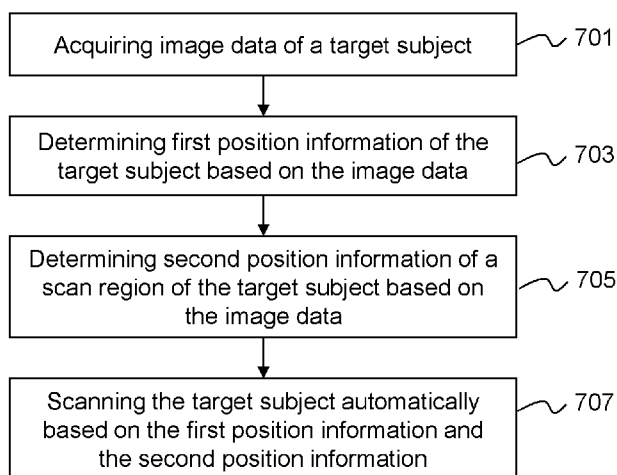 Acquiring image data of a target subject
701
Determining first position information of the
target subject based on the image data
703
Determining second position information of a
scan region of the target subject based on
the image data
705
Scanning the target subject automatically
based on the first position information and
the second position information
707